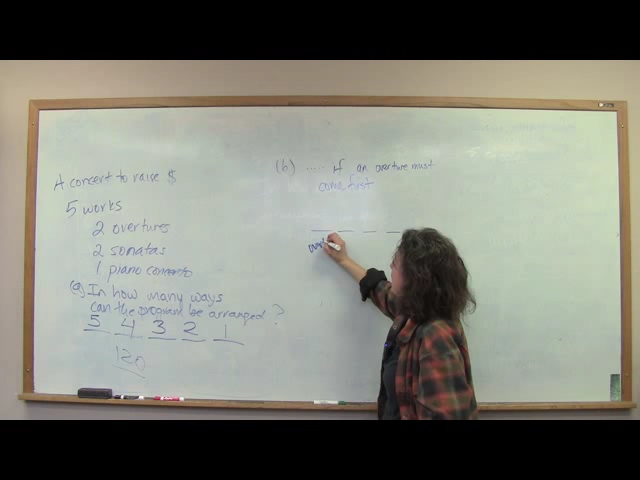 A concert to raise $
5 works
2 overtures
2 sonatas
1 piano concerto
(a) In how many ways
can the program be arranged?
5 4 3 2 1
120
(b) ..... if an overture must
come first